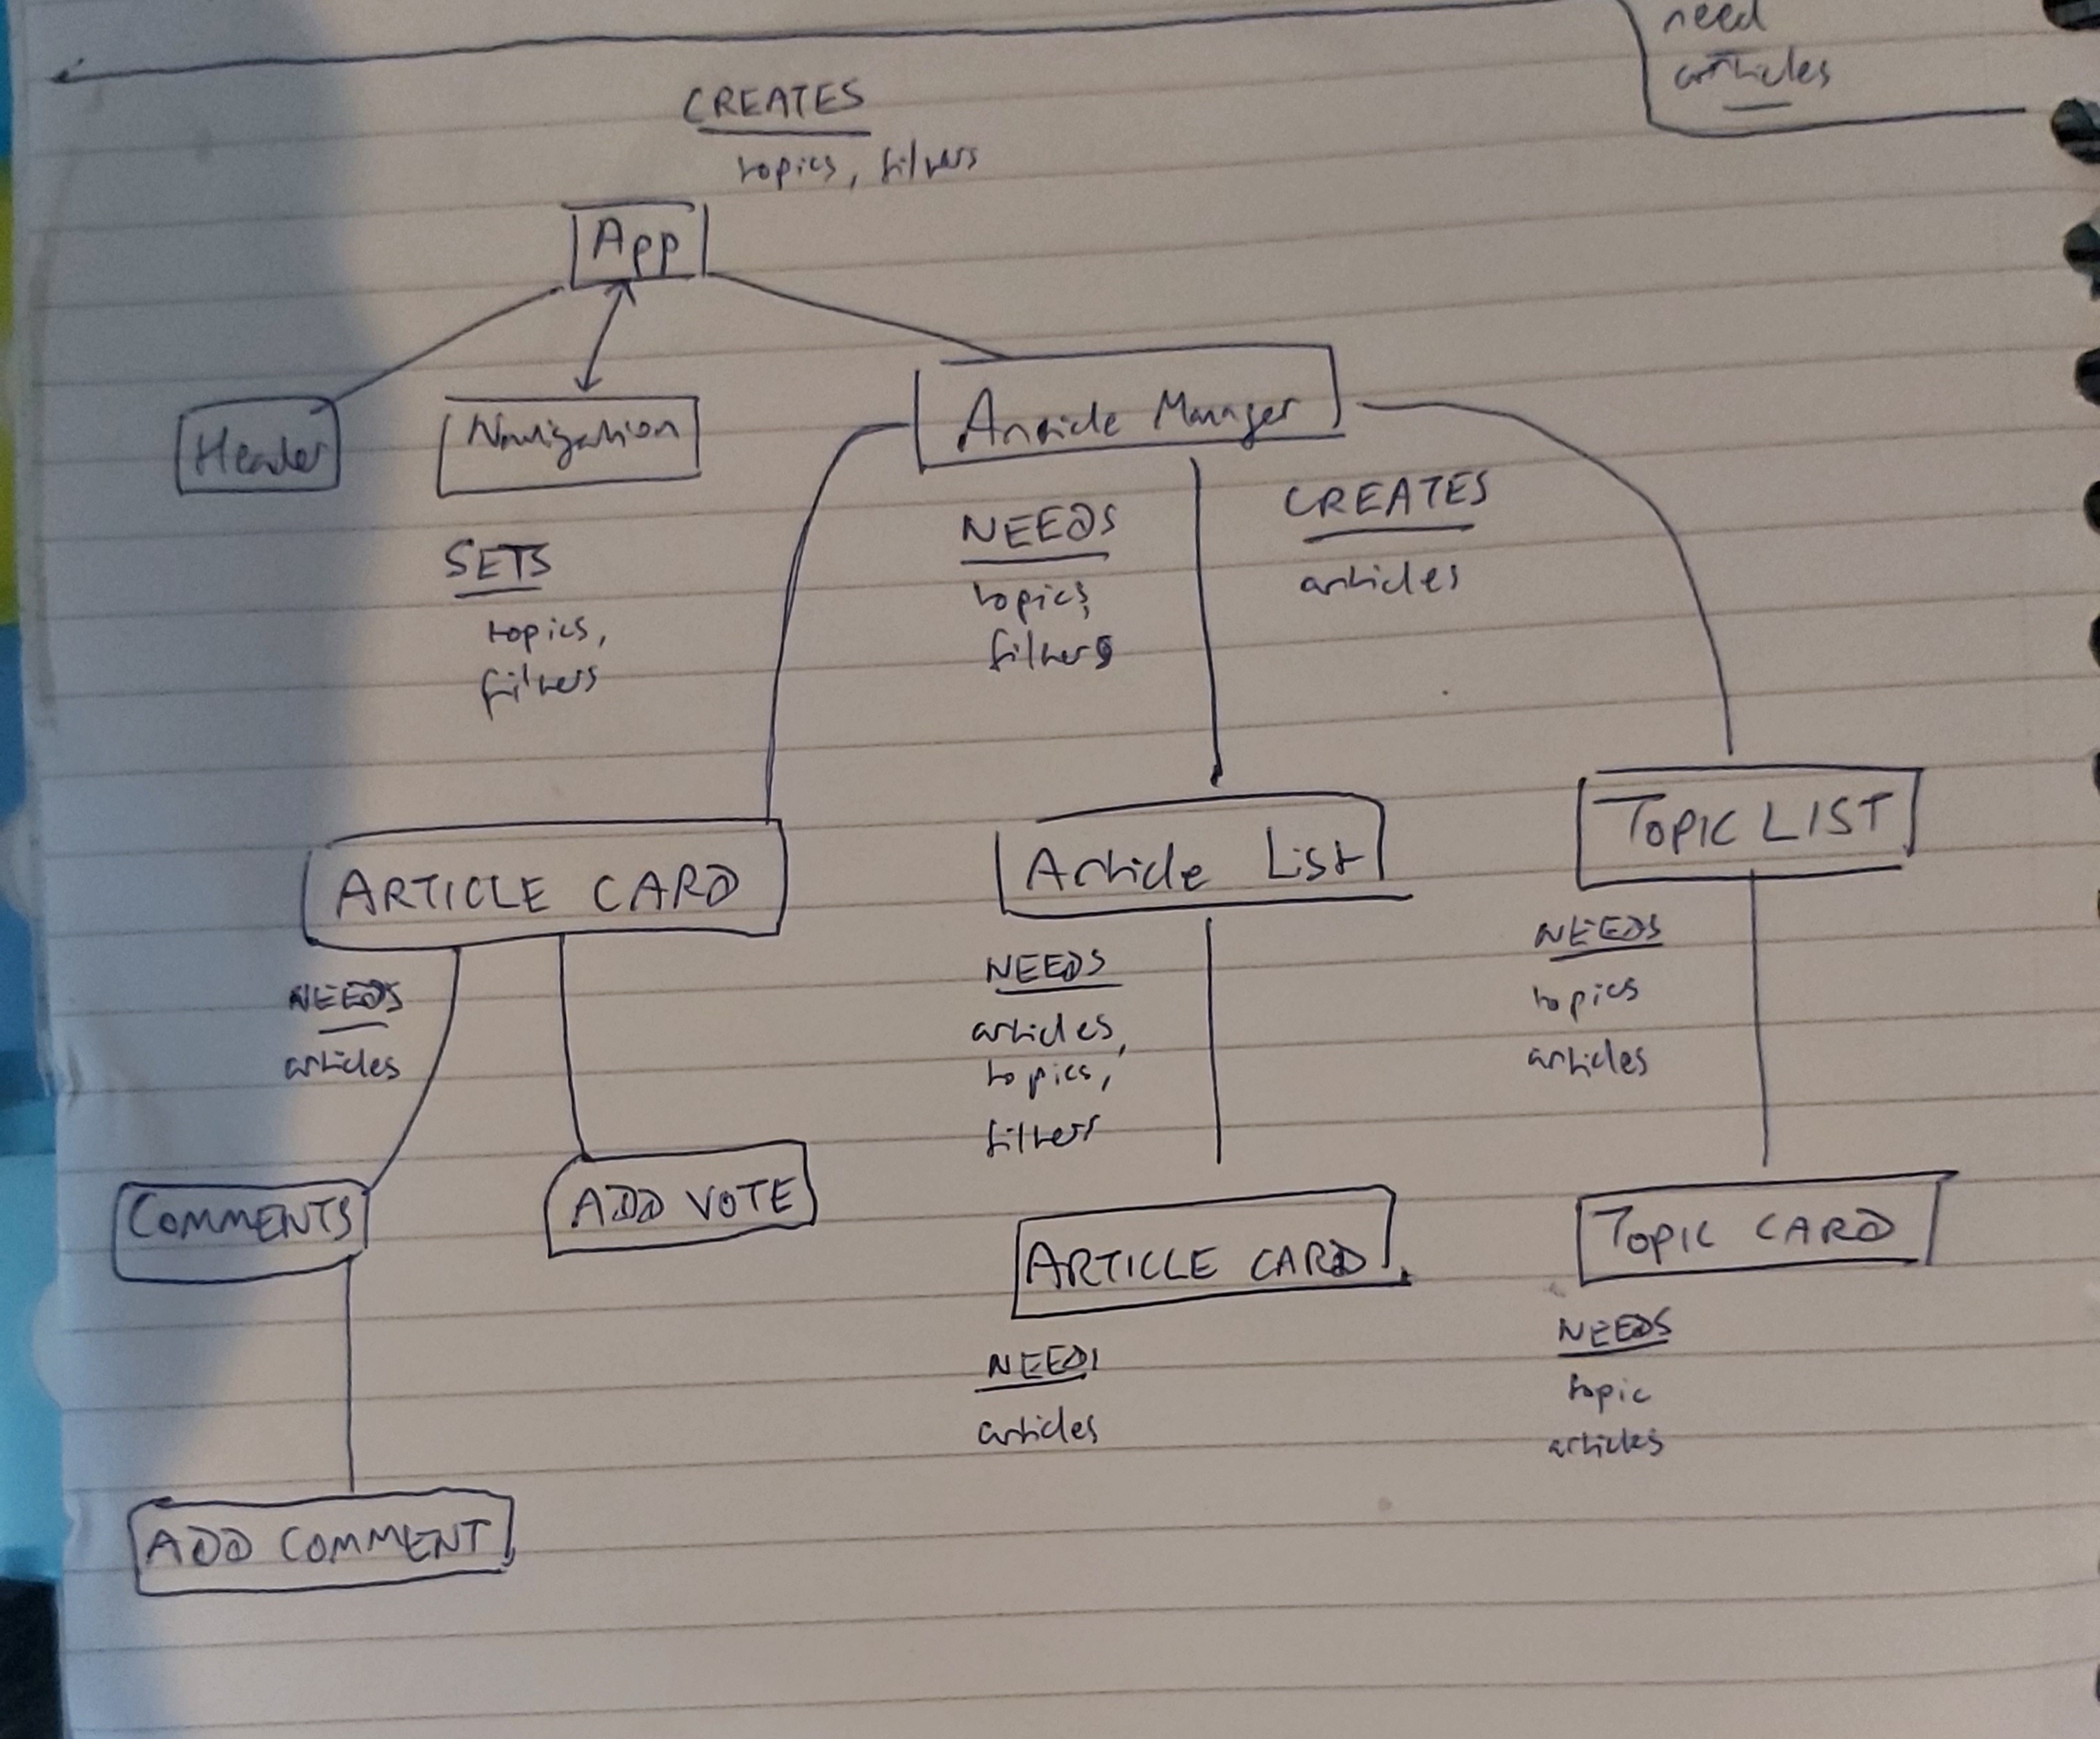 need
articles
CREATES
topics, filters
App
Header
Navigation
Article Manager
SETS
topics,
filters
NEEDS
topics,
filters
CREATES
articles
ARTICLE CARD
Article List
TOPIC LIST
NEEDS
articles
NEEDS
articles,
topics,
filters
NEEDS
topics
articles
COMMENTS
ADD VOTE
ARTICLE CARD
TOPIC CARD
NEEDS
articles
NEEDS
topic
articles
ADD COMMENT